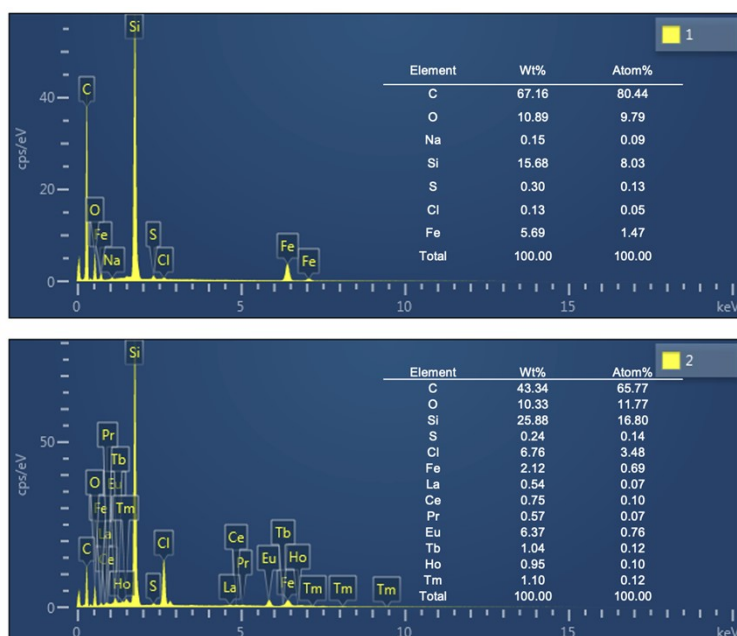 1
Si
C
O
Fe
Na
S
Cl
Fe
Fe
cps/eV
40
20
0
0
5
10
15
keV
Element Wt% Atom%
C 67.16 80.44
O 10.89 9.79
Na 0.15 0.09
Si 15.68 8.03
S 0.30 0.13
Cl 0.13 0.05
Fe 5.69 1.47
Total 100.00 100.00
2
Si
Pr
Tb
O
Eu
Fe
Tm
La
C
Ce
Ho
S
Cl
La
Ce
Pr
Eu
Tb
Fe
Ho
Tm
Tm
Tm
cps/eV
50
0
0
5
10
15
keV
Element Wt% Atom%
C 43.34 65.77
O 10.33 11.77
Si 25.88 16.80
S 0.24 0.14
Cl 6.76 3.48
Fe 2.12 0.69
La 0.54 0.07
Ce 0.75 0.10
Pr 0.57 0.07
Eu 6.37 0.76
Tb 1.04 0.12
Ho 0.95 0.10
Tm 1.10 0.12
Total 100.00 100.00